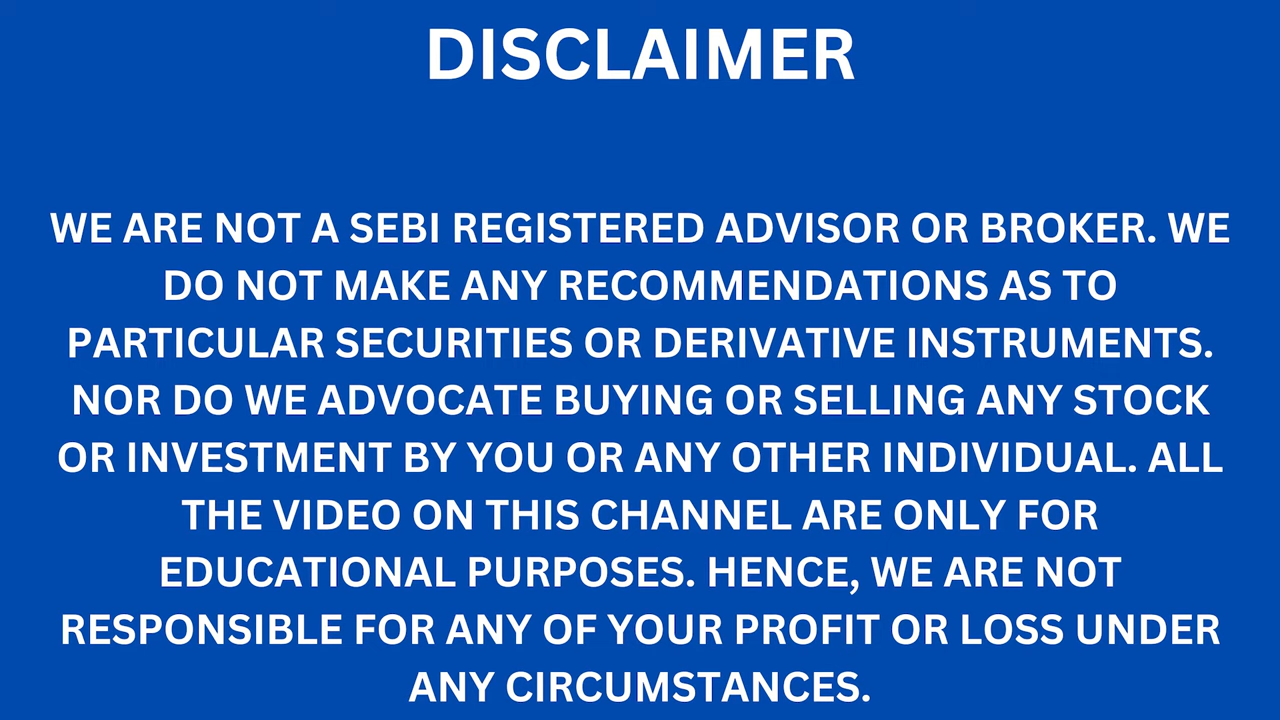 DISCLAIMER
WE ARE NOT A SEBI REGISTERED ADVISOR OR BROKER. WE
DO NOT MAKE ANY RECOMMENDATIONS AS TO
PARTICULAR SECURITIES OR DERIVATIVE INSTRUMENTS.
NOR DO WE ADVOCATE BUYING OR SELLING ANY STOCK
OR INVESTMENT BY YOU OR ANY OTHER INDIVIDUAL. ALL
THE VIDEO ON THIS CHANNEL ARE ONLY FOR
EDUCATIONAL PURPOSES. HENCE, WE ARE NOT
RESPONSIBLE FOR ANY OF YOUR PROFIT OR LOSS UNDER
ANY CIRCUMSTANCES.